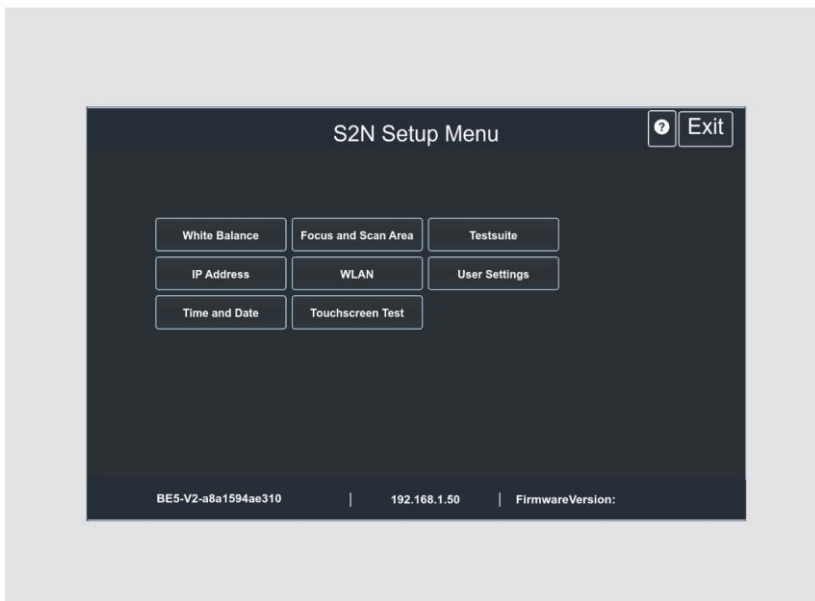 S2N Setup Menu ? Exit
White Balance Focus and Scan Area Testsuite
IP Address WLAN User Settings
Time and Date Touchscreen Test
BE5-V2-a8a1594ae310 | 192.168.1.50 | FirmwareVersion: